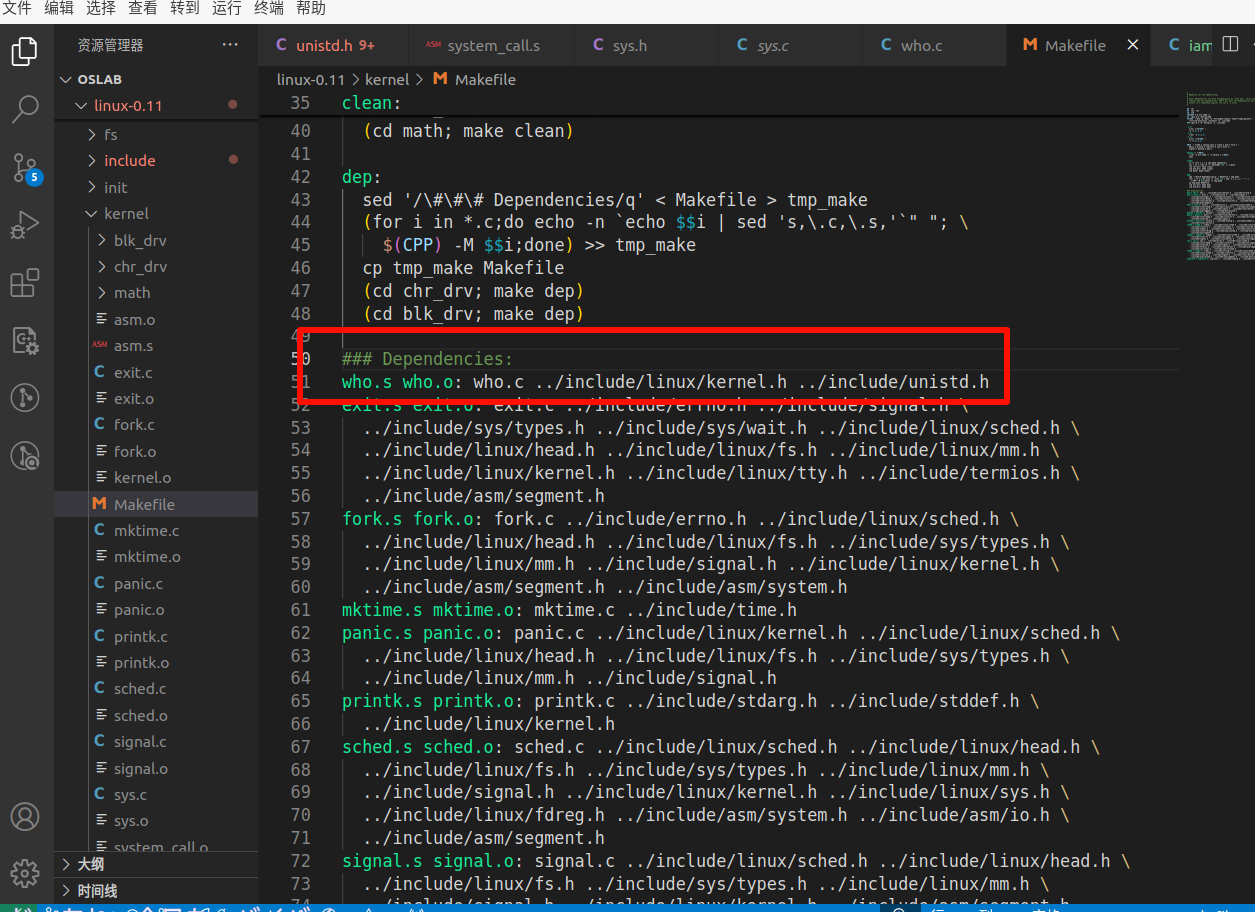 文件 编辑 选择 查看 转到 运行 终端 帮助
资源管理器 ···
C unistd.h 9+ ASM system_call.s C sys.h C sys.c C who.c M Makefile × C iam
OSLAB
linux-0.11
fs
include
init
kernel
blk_drv
chr_drv
math
asm.o
ASM asm.s
C exit.c
exit.o
C fork.c
fork.o
kernel.o
M Makefile
C mktime.c
mktime.o
C panic.c
panic.o
C printk.c
printk.o
C sched.c
sched.o
C signal.c
signal.o
C sys.c
sys.o
system_call.o
大纲
时间线
5
linux-0.11 > kernel > M Makefile
35 clean:
40 (cd math; make clean)
41
42 dep:
43 sed '/\#\#\# Dependencies/q' < Makefile > tmp_make
44 (for i in *.c;do echo -n `echo $$i | sed 's,\.c,\.s,'`" "; \
45 $(CPP) -M $$i;done) >> tmp_make
46 cp tmp_make Makefile
47 (cd chr_drv; make dep)
48 (cd blk_drv; make dep)
49
50 ### Dependencies:
51 who.s who.o: who.c ../include/linux/kernel.h ../include/unistd.h
52 exit.s exit.o: exit.c ../include/errno.h ../include/signal.h \
53 ../include/sys/types.h ../include/sys/wait.h ../include/linux/sched.h \
54 ../include/linux/head.h ../include/linux/fs.h ../include/linux/mm.h \
55 ../include/linux/kernel.h ../include/linux/tty.h ../include/termios.h \
56 ../include/asm/segment.h
57 fork.s fork.o: fork.c ../include/errno.h ../include/linux/sched.h \
58 ../include/linux/head.h ../include/linux/fs.h ../include/sys/types.h \
59 ../include/linux/mm.h ../include/signal.h ../include/linux/kernel.h \
60 ../include/asm/segment.h ../include/asm/system.h
61 mktime.s mktime.o: mktime.c ../include/time.h
62 panic.s panic.o: panic.c ../include/linux/kernel.h ../include/linux/sched.h \
63 ../include/linux/head.h ../include/linux/fs.h ../include/sys/types.h \
64 ../include/linux/mm.h ../include/signal.h
65 printk.s printk.o: printk.c ../include/stdarg.h ../include/stddef.h \
66 ../include/linux/kernel.h
67 sched.s sched.o: sched.c ../include/linux/sched.h ../include/linux/head.h \
68 ../include/linux/fs.h ../include/sys/types.h ../include/linux/mm.h \
69 ../include/signal.h ../include/linux/kernel.h ../include/linux/sys.h \
70 ../include/linux/fdreg.h ../include/asm/system.h ../include/asm/io.h \
71 ../include/asm/segment.h
72 signal.s signal.o: signal.c ../include/linux/sched.h ../include/linux/head.h \
73 ../include/linux/fs.h ../include/sys/types.h ../include/linux/mm.h \
74 ../include/signal.h ../include/linux/kernel.h ../include/asm/segment.h